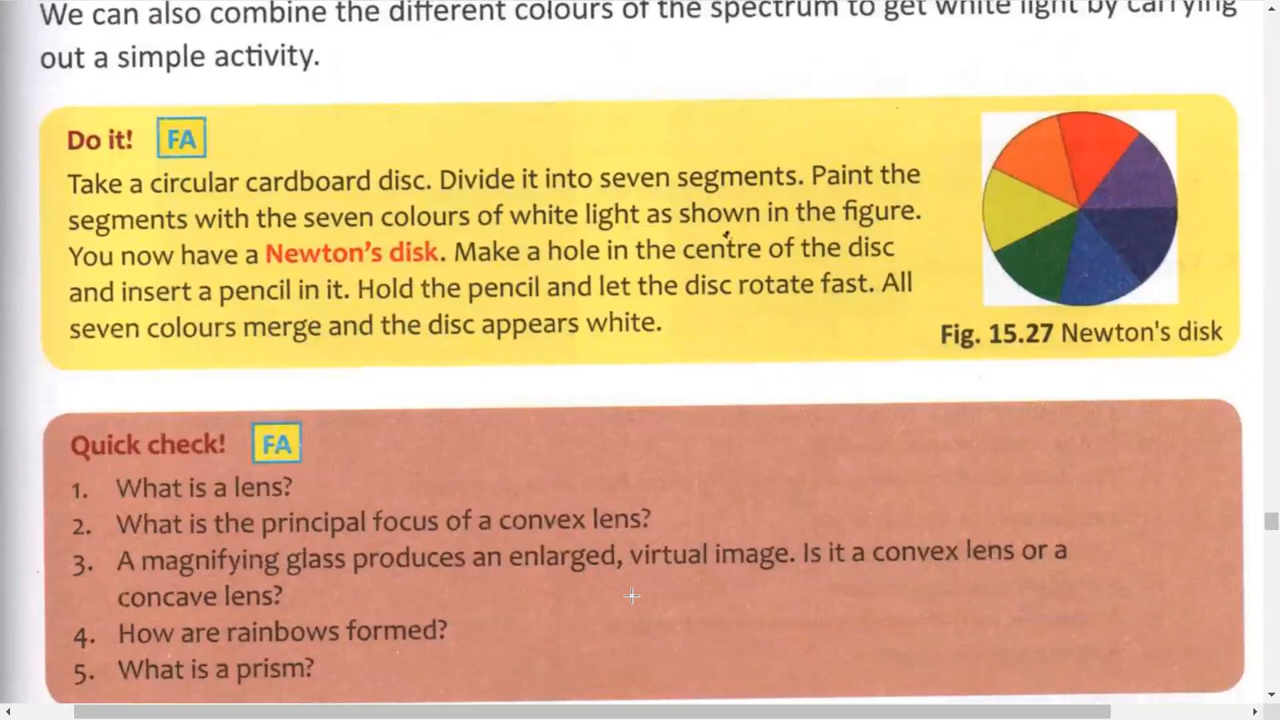 We can also combine the different colours of the spectrum to get white light by carrying
out a simple activity.
Do it! FA
Take a circular cardboard disc. Divide it into seven segments. Paint the
segments with the seven colours of white light as shown in the figure.
You now have a Newton's disk. Make a hole in the centre of the disc
and insert a pencil in it. Hold the pencil and let the disc rotate fast. All
seven colours merge and the disc appears white.
Fig. 15.27 Newton's disk
Quick check! FA
1. What is a lens?
2. What is the principal focus of a convex lens?
3. A magnifying glass produces an enlarged, virtual image. Is it a convex lens or a
concave lens?
4. How are rainbows formed?
5. What is a prism?